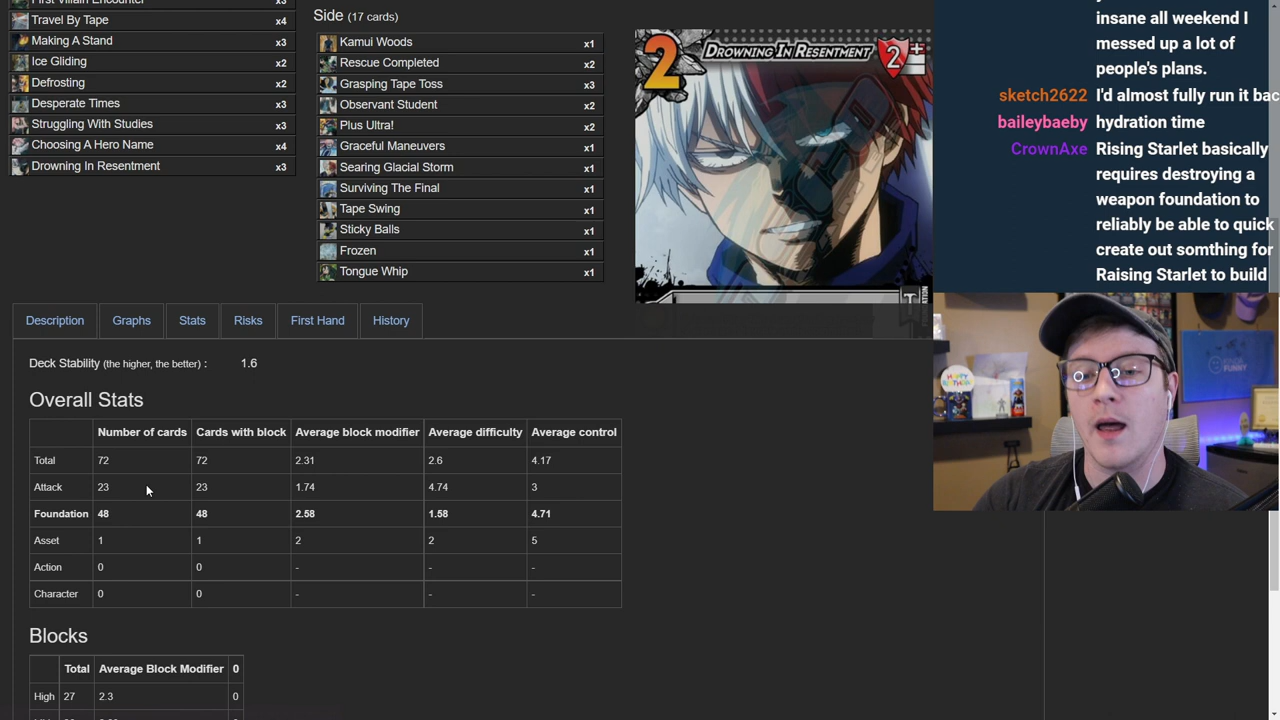 First Villain Encounter x3
Travel By Tape x4
Making A Stand x3
Icy Sliding x2
Defrosting x2
Desperate Times x3
Struggling With Studies x3
Choosing A Hero Name x4
Drowning In Resentment x3
Side (17 cards)
Kamui Woods x1
Rescue Completed x2
Grasping Tape Toss x3
Obserant Student x2
Plus Ultra! x2
Graceful Maneuvers x1
Searing Glacial Storm x1
Surviving The Final x1
Tape Swing x1
Sticky Balls x1
Frozen x1
Tongue Whip x1
2 Drowning In Resentment 2
insane all weekend I
messed up a lot of
people's plans.
sketch2622 I'd almost fully run it bac
baileybaeby hydration time
CrownAxe Rising Starlet basically
requires destroying a
weapon foundation to
reliably be able to quick
create out somthing for
Raising Starlet to build
Description Graphs Stats Risks First Hand History
Deck Stability (the higher, the better) : 1.6
Overall Stats
Number of cards Cards with block Average block modifier Average difficulty Average control
Total 72 72 2.31 2.6 4.17
Attack 23 23 1.74 4.74 3
Foundation 48 48 2.58 1.58 4.71
Asset 1 1 2 2 5
Action 0 0 - - -
Character 0 0 - - -
Blocks
Total Average Block Modifier 0
High 27 2.3 0
HAPPY BIRTHDAY
KINDA FUNNY